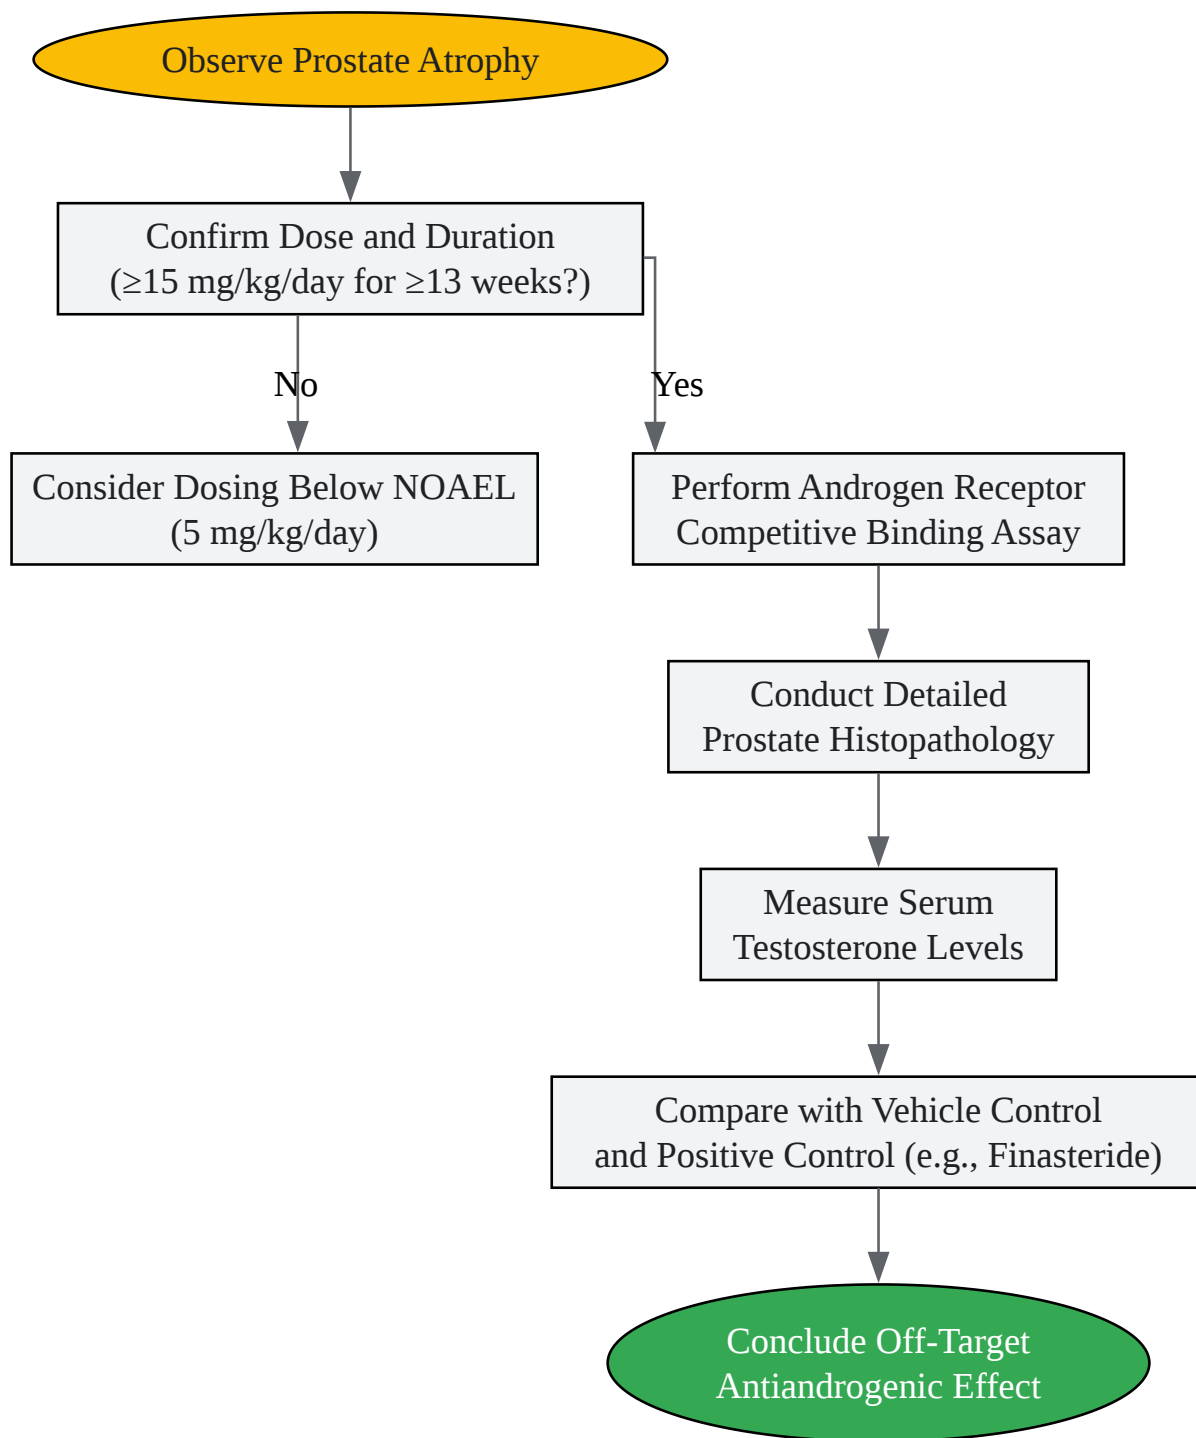 Observe Prostate Atrophy
Confirm Dose and Duration
(≥15 mg/kg/day for ≥13 weeks?)
No
Yes
Consider Dosing Below NOAEL
(5 mg/kg/day)
Perform Androgen Receptor
Competitive Binding Assay
Conduct Detailed
Prostate Histopathology
Measure Serum
Testosterone Levels
Compare with Vehicle Control
and Positive Control (e.g., Finasteride)
Conclude Off-Target
Antiandrogenic Effect